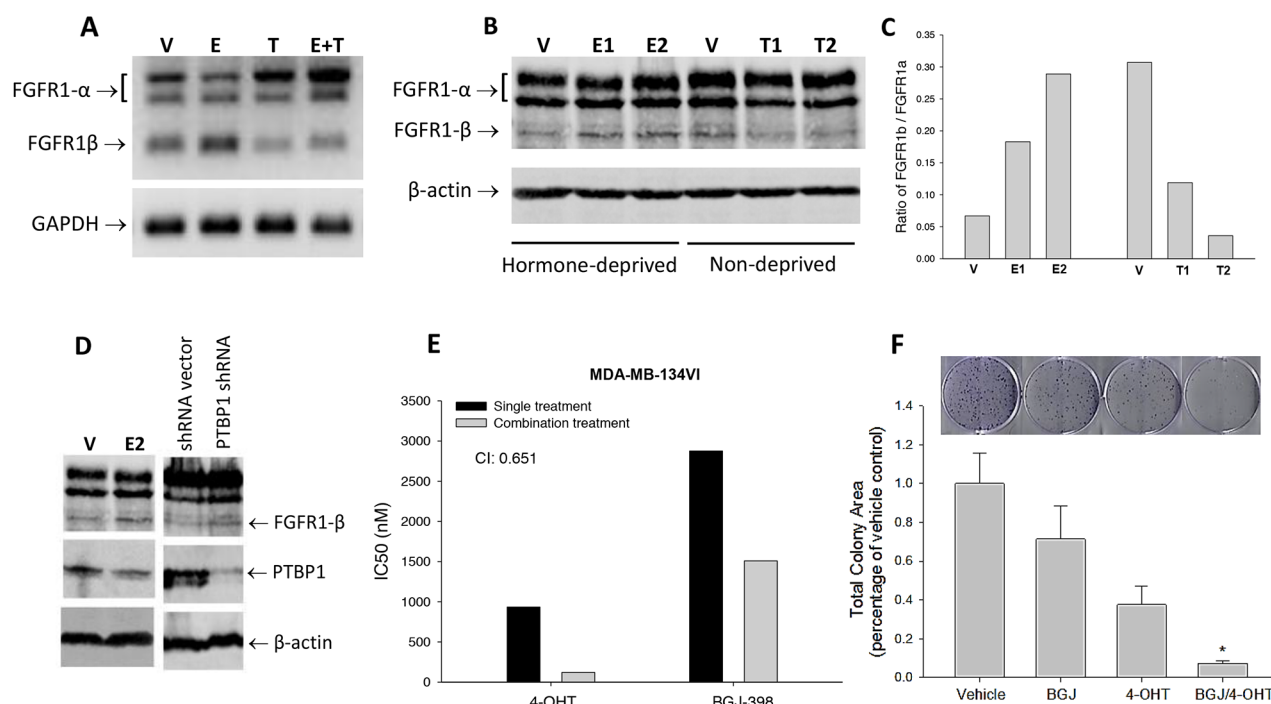 A
V E T E+T
FGFR1-α →
FGFR1β →
GAPDH →
B
V E1 E2 V T1 T2
FGFR1-α →
FGFR1-β →
β-actin →
Hormone-deprived Non-deprived
C
Ratio of FGFR1b / FGFR1a
0.35
0.30
0.25
0.20
0.15
0.10
0.05
0.00
V E1 E2 V T1 T2
D
V E2
shRNA vector
PTBP1 shRNA
← FGFR1-β
← PTBP1
← β-actin
E
MDA-MB-134VI
Single treatment
Combination treatment
CI: 0.651
IC50 (nM)
3500
3000
2500
2000
1500
1000
500
0
4-OHT BGJ-398
F
Total Colony Area
(percentage of vehicle control)
1.4
1.2
1.0
0.8
0.6
0.4
0.2
0.0
*
Vehicle BGJ 4-OHT BGJ/4-OHT